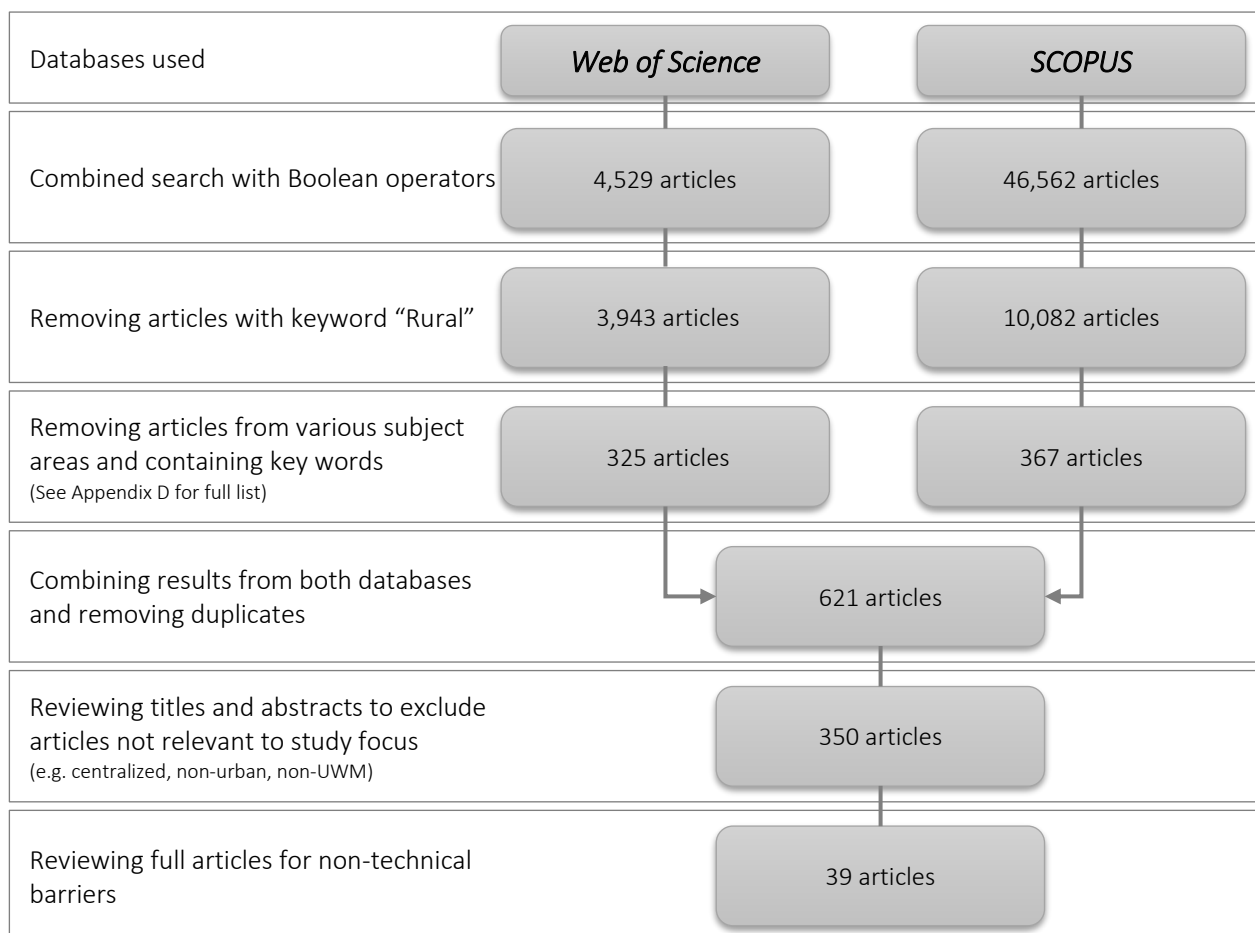 Databases used
Web of Science
SCOPUS
Combined search with Boolean operators
4,529 articles
46,562 articles
Removing articles with keyword “Rural”
3,943 articles
10,082 articles
Removing articles from various subject
areas and containing key words
(See Appendix D for full list)
325 articles
367 articles
Combining results from both databases
and removing duplicates
621 articles
Reviewing titles and abstracts to exclude
articles not relevant to study focus
(e.g. centralized, non-urban, non-UWM)
350 articles
Reviewing full articles for non-technical
barriers
39 articles